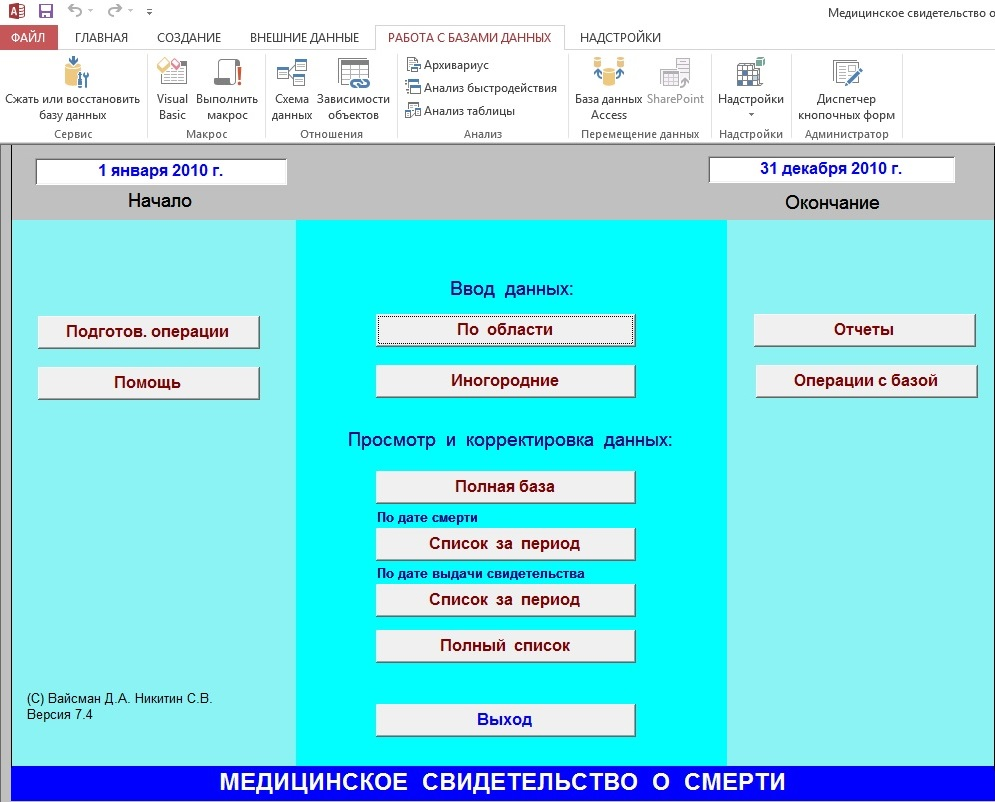 Медицинское свидетельство о
ФАЙЛ ГЛАВНАЯ СОЗДАНИЕ ВНЕШНИЕ ДАННЫЕ РАБОТА С БАЗАМИ ДАННЫХ НАДСТРОЙКИ
Сжать или восстановить
базу данных
Сервис
Visual
Basic
Выполнить
макрос
Макрос
Схема
данных
Зависимости
объектов
Отношения
Архивариус
Анализ быстродействия
Анализ таблицы
Анализ
База данных
Access
SharePoint
Перемещение данных
Надстройки
Надстройки
Диспетчер
кнопочных форм
Администратор
1 января 2010 г.
Начало
31 декабря 2010 г.
Окончание
Подготов. операции
Помощь
Ввод данных:
По области
Иногородние
Просмотр и корректировка данных:
Полная база
По дате смерти
Список за период
По дате выдачи свидетельства
Список за период
Полный список
Выход
Отчеты
Операции с базой
(С) Вайсман Д.А. Никитин С.В.
Версия 7.4
МЕДИЦИНСКОЕ СВИДЕТЕЛЬСТВО О СМЕРТИ